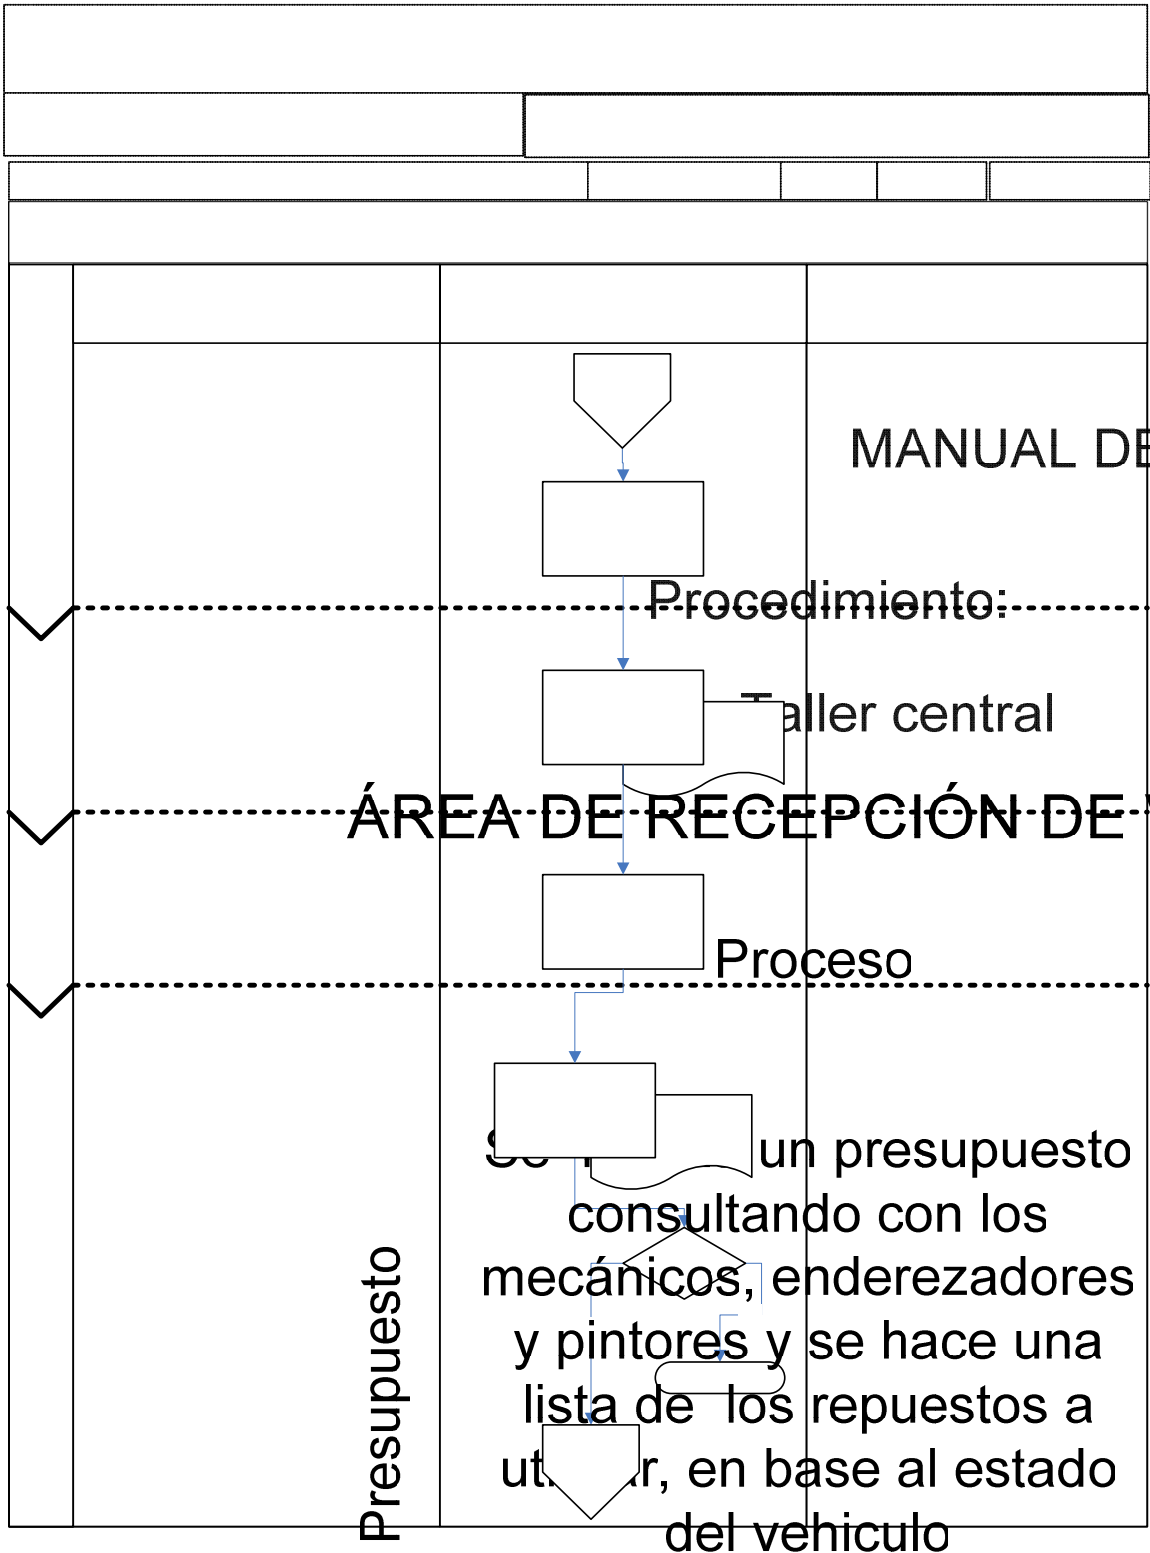 MANUAL DE
Procedimiento:
Taller central
ÁREA DE RECEPCIÓN DE
Proceso
Se un presupuesto
consultando con los
mecánicos, enderezadores
y pintores y se hace una
lista de los repuestos a
en base al estado
del vehiculo
Presupuesto